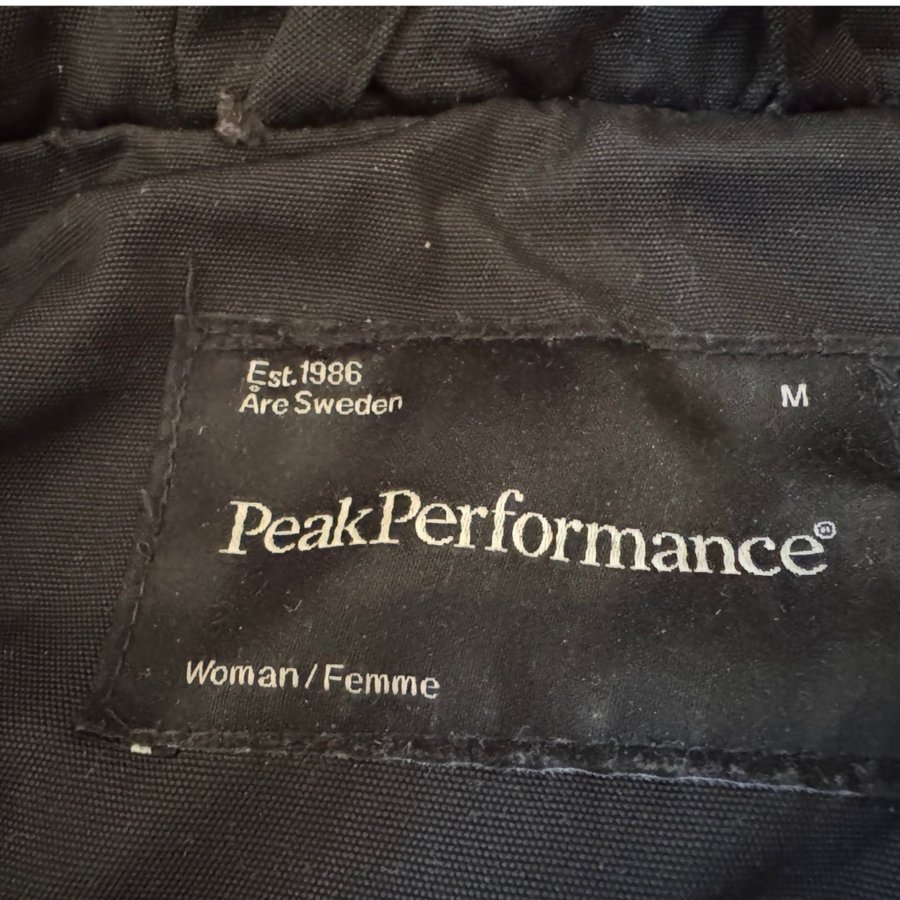 Est. 1986
Åre Sweden
M
PeakPerformance®
Woman / Femme